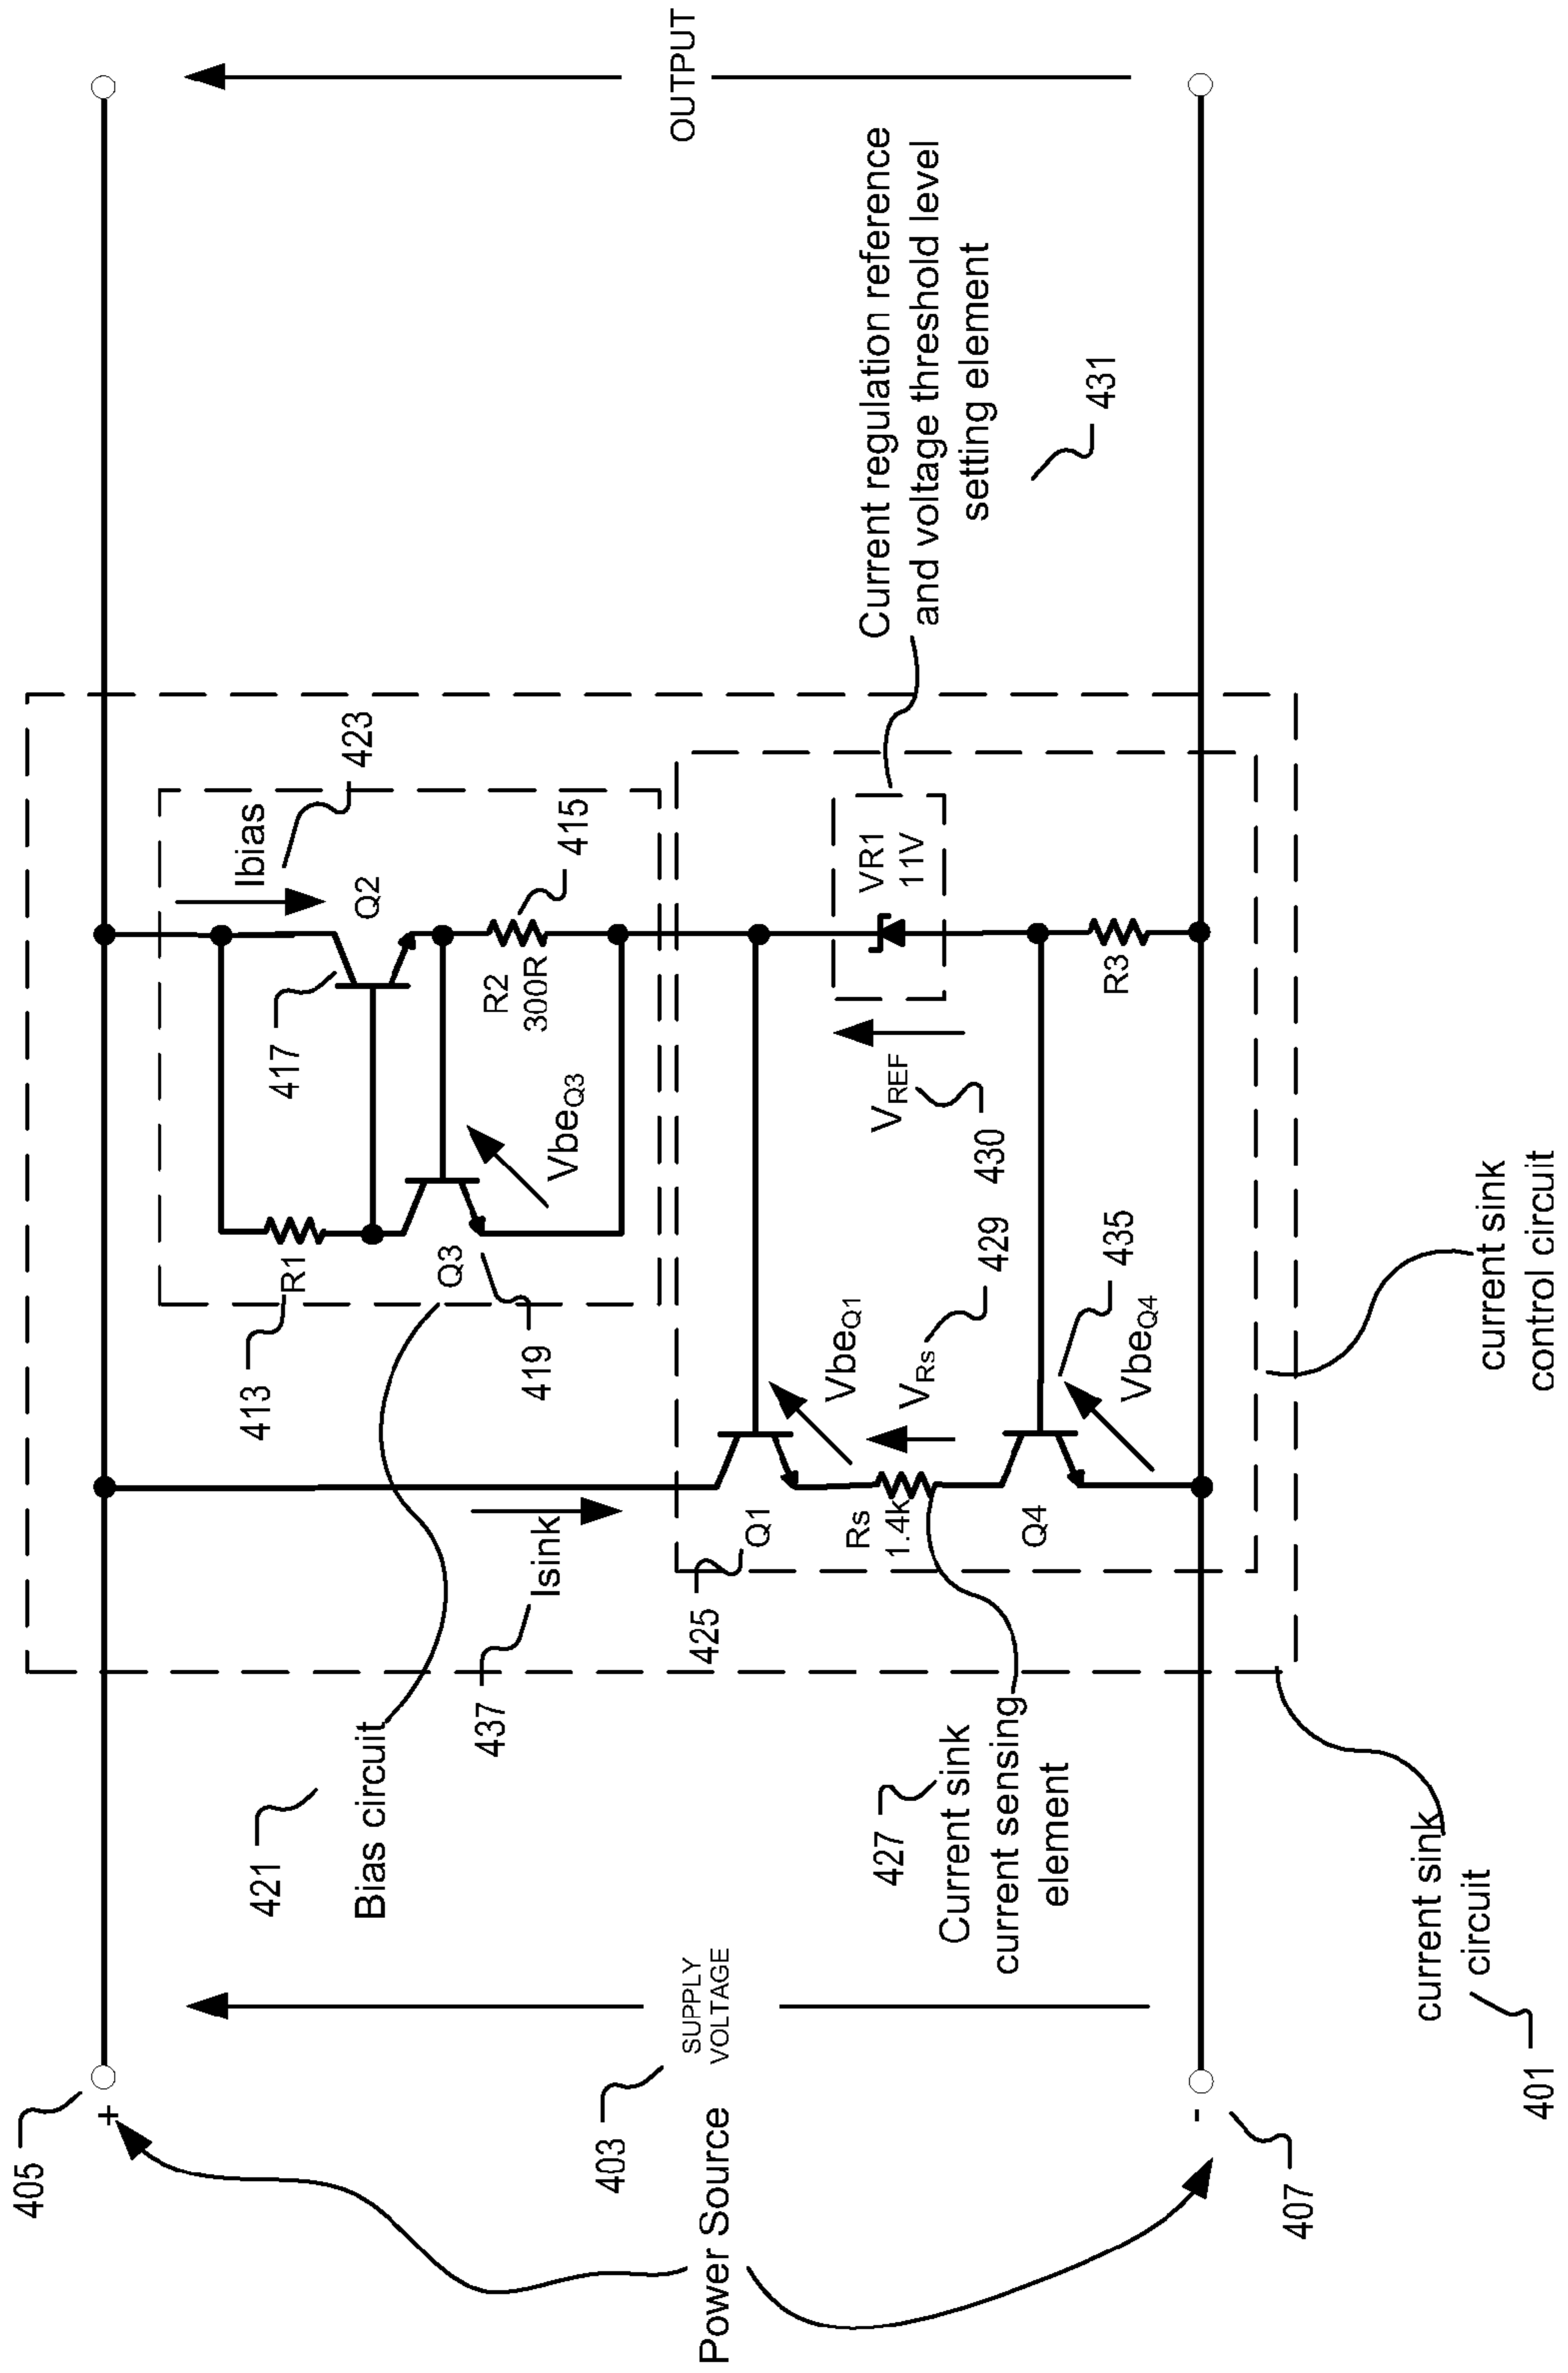 405
+
Power Source
403
SUPPLY
VOLTAGE
-
407
401
current sink
circuit
421
Bias circuit
437
Isink
427
Current sink
current sensing
element
425
Q1
Rs
1.4k
Q4
VbeQ1
VRs
429
435
VbeQ4
413
R1
Q3
419
VbeQ3
417
Q2
Ibias
423
R2
300R
415
VREF
430
VR1
11V
R3
current sink
control circuit
Current regulation reference
and voltage threshold level
setting element
431
OUTPUT